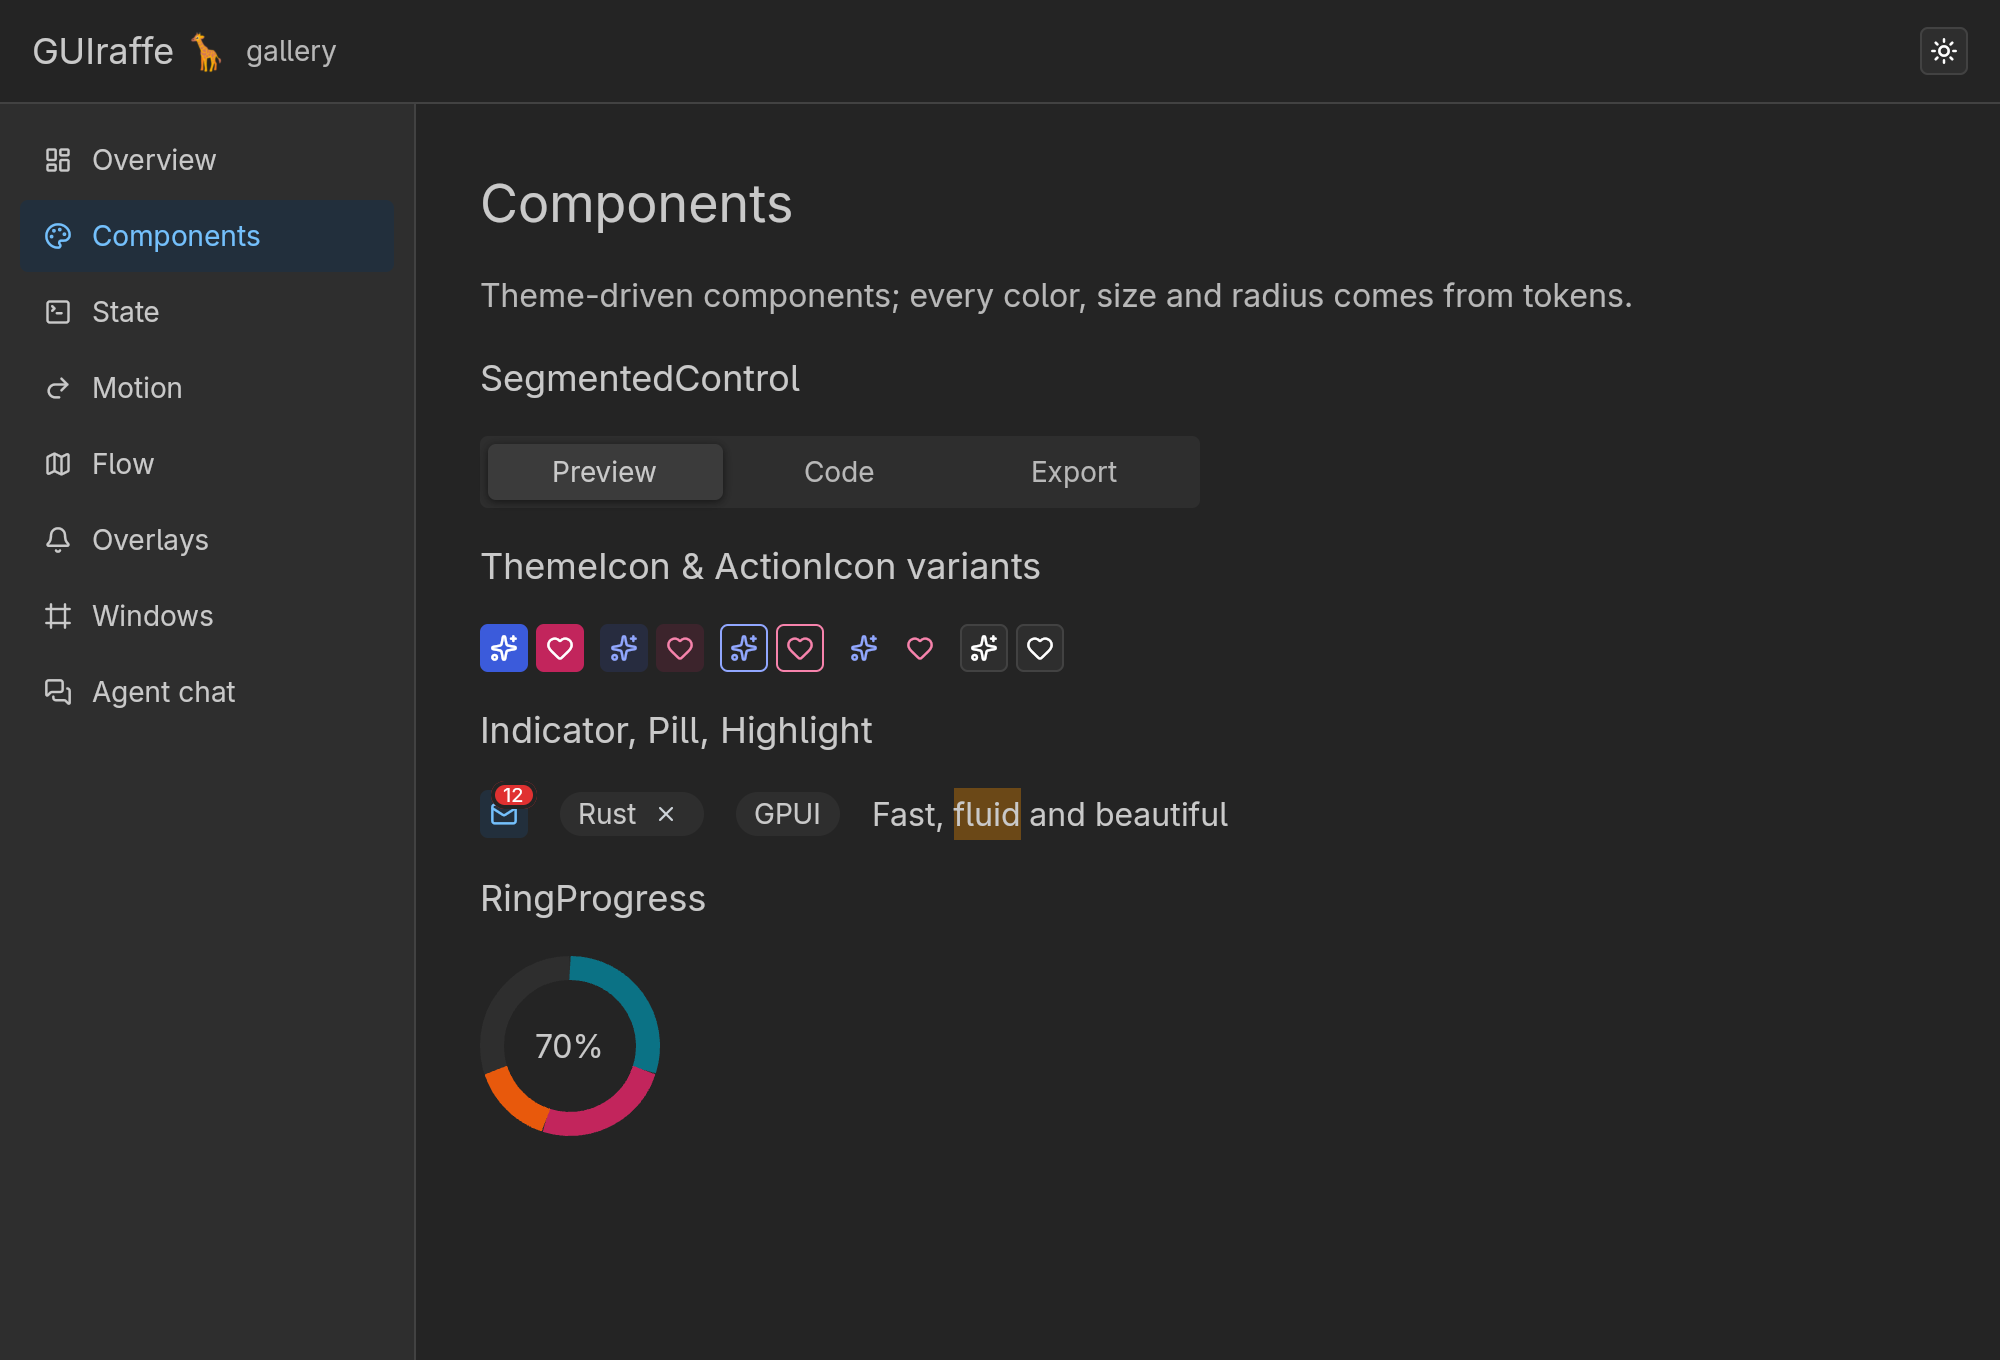 GUIraffe 🦒 gallery
Overview
Components
State
Motion
Flow
Overlays
Windows
Agent chat
Components
Theme-driven components; every color, size and radius comes from tokens.
SegmentedControl
Preview Code Export
ThemeIcon & ActionIcon variants
Indicator, Pill, Highlight
12
Rust GPUI Fast, fluid and beautiful
RingProgress
70%